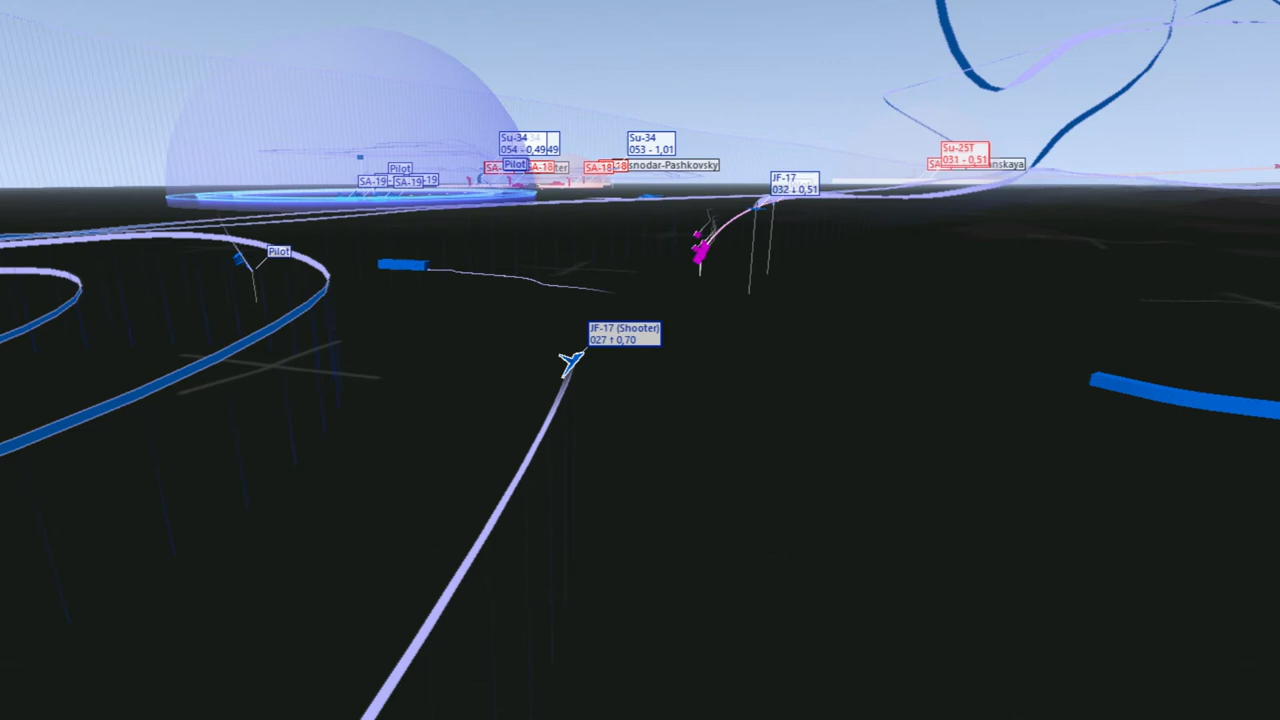 Su-34
054 - 0,49
Su-34
053 - 1,01
Su-25T
031 - 0,51
SA-18
SA-18
snodar-Pashkovsky
nskaya
Pilot
Pilot
SA-19
SA-19
JF-17
032 ↓ 0,51
Pilot
JF-17 (Shooter)
027 ↑ 0,70